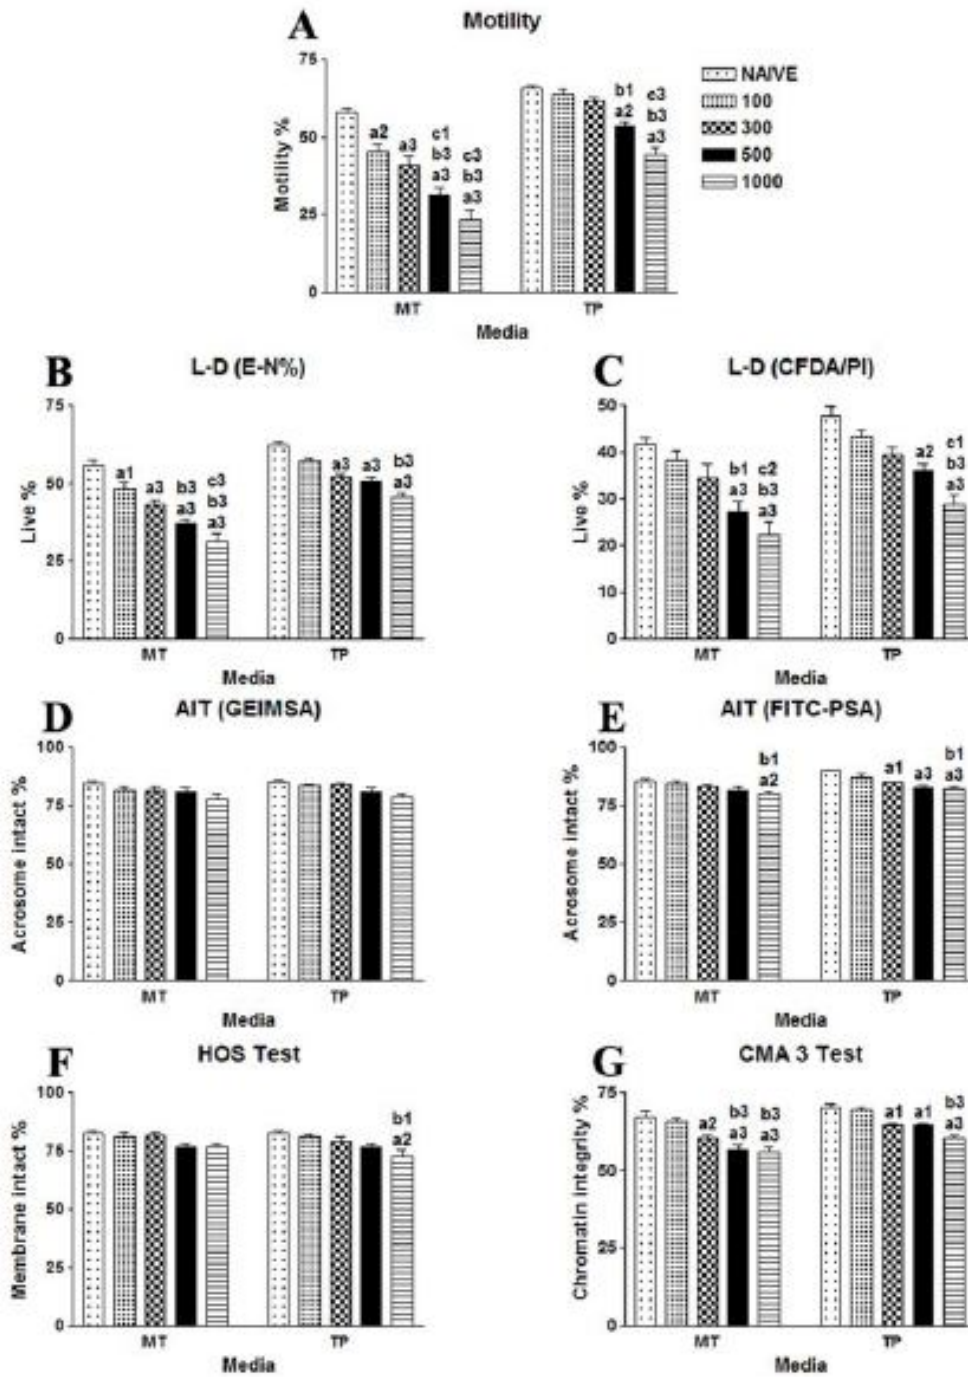 A Motility
75
50
25
0
Motility %
a2 a3 c1 b3 a3 c3 b3 a3
b1 a2 c3 b3 a3
MT TP
Media
NAIVE
100
300
500
1000
B L-D (E-N%)
75
50
25
0
Live %
a1 a3 b3 a3 c3 b3 a3
a3 a3 b3 a3
MT TP
Media
C L-D (CFDA/PI)
50
40
30
20
10
0
Live %
b1 a3 c2 b3 a3
a2 c1 b3 a3
MT TP
Media
D AIT (GEIMSA)
100
75
50
25
0
Acrosome intact %
MT TP
Media
E AIT (FITC-PSA)
100
75
50
25
0
Acrosome intact %
b1 a2
a1 a3 b1 a3
MT TP
Media
F HOS Test
100
75
50
25
0
Membrane intact %
b1 a2
MT TP
Media
G CMA 3 Test
75
50
25
0
Chromatin integrity %
a2 b3 a3 b3 a3
a1 a1 b3 a3
MT TP
Media